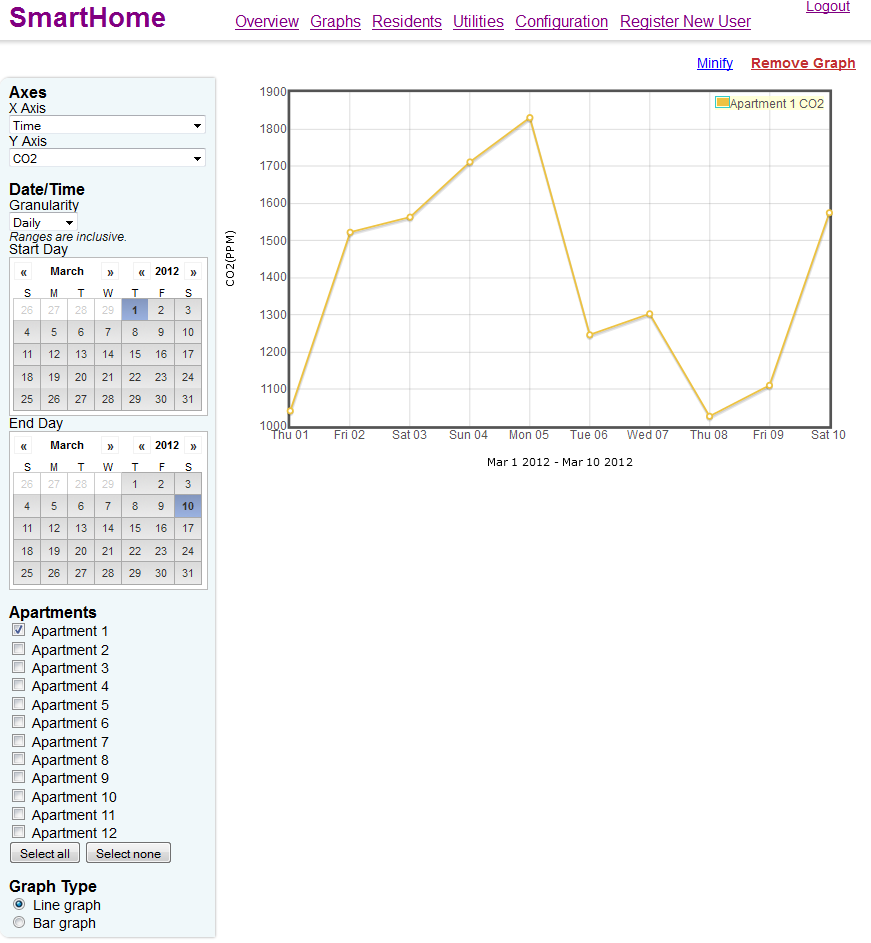 SmartHome
Overview Graphs Residents Utilities Configuration Register New User
Logout
Minify Remove Graph
Axes
X Axis
Time
Y Axis
CO2
Date/Time
Granularity
Daily
Ranges are inclusive.
Start Day
« March » « 2012 »
S M T W T F S
26 27 28 29 1 2 3
4 5 6 7 8 9 10
11 12 13 14 15 16 17
18 19 20 21 22 23 24
25 26 27 28 29 30 31
End Day
« March » « 2012 »
S M T W T F S
26 27 28 29 1 2 3
4 5 6 7 8 9 10
11 12 13 14 15 16 17
18 19 20 21 22 23 24
25 26 27 28 29 30 31
Apartments
Apartment 1
Apartment 2
Apartment 3
Apartment 4
Apartment 5
Apartment 6
Apartment 7
Apartment 8
Apartment 9
Apartment 10
Apartment 11
Apartment 12
Select all Select none
Graph Type
Line graph
Bar graph
CO2(PPM)
1900
1800
1700
1600
1500
1400
1300
1200
1100
1000
Apartment 1 CO2
Thu 01 Fri 02 Sat 03 Sun 04 Mon 05 Tue 06 Wed 07 Thu 08 Fri 09 Sat 10
Mar 1 2012 - Mar 10 2012